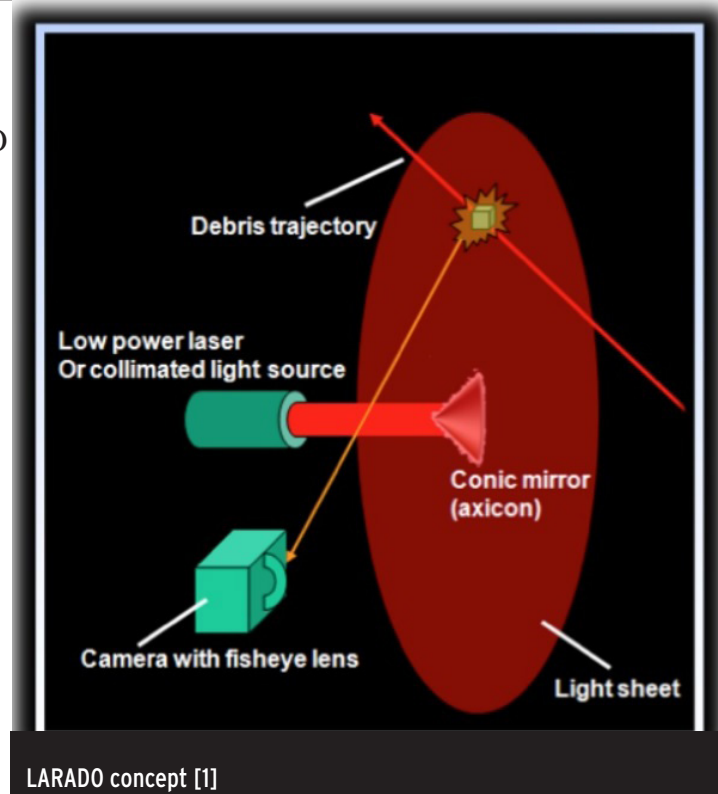 Debris trajectory
Low power laser
Or collimated light source
Conic mirror
(axicon)
Camera with fisheye lens
Light sheet
LARADO concept [1]